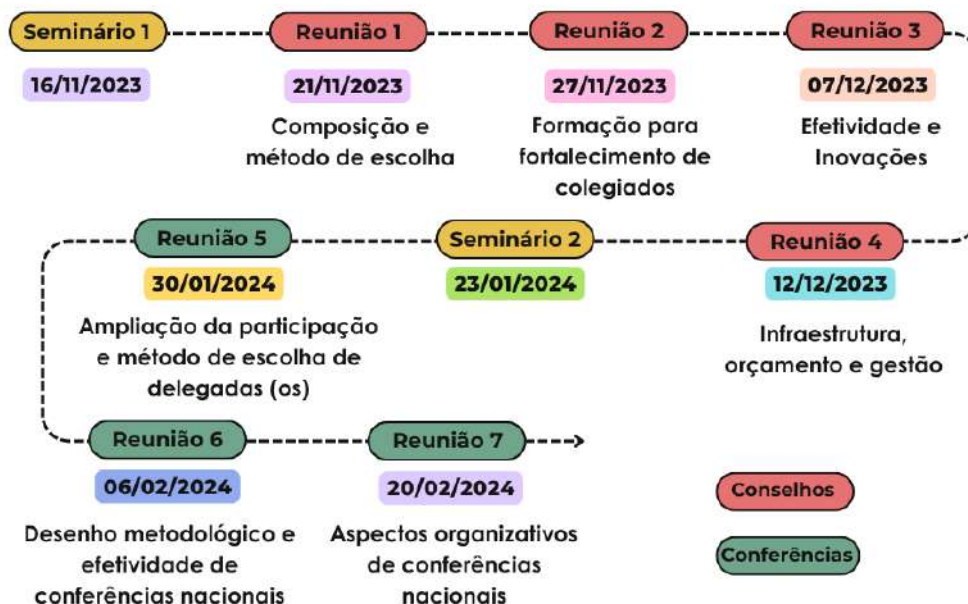 Seminário 1
16/11/2023
Reunião 1
21/11/2023
Composição e
método de escolha
Reunião 2
27/11/2023
Formação para
fortalecimento de
colegiados
Reunião 3
07/12/2023
Efetividade e
Inovações
Reunião 4
12/12/2023
Infraestrutura,
orçamento e gestão
Seminário 2
23/01/2024
Reunião 5
30/01/2024
Ampliação da participação
e método de escolha de
delegadas (os)
Reunião 6
06/02/2024
Desenho metodológico e
efetividade de
conferências nacionais
Reunião 7
20/02/2024
Aspectos organizativos
de conferências
nacionais
Conselhos
Conferências